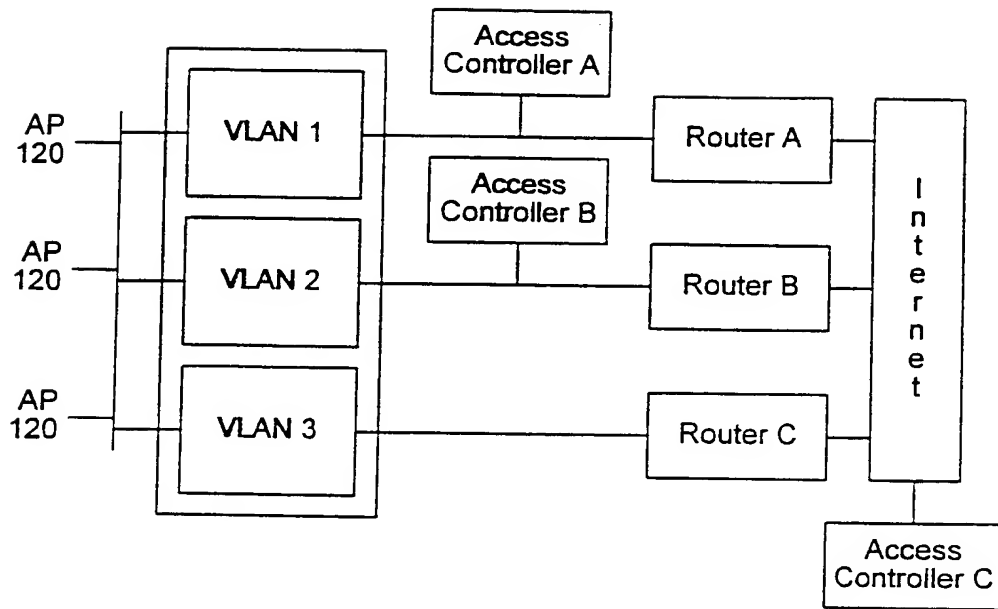 Access
Controller A
AP
120
VLAN 1
Router A
Internet
Access
Controller B
AP
120
VLAN 2
Router B
AP
120
VLAN 3
Router C
Access
Controller C